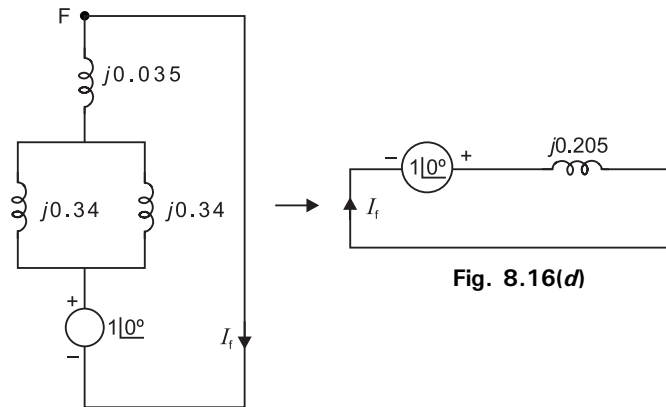 F
j0.035
j0.34
j0.34
+
1|0º
−
I_f
−
1|0º
+
j0.205
I_f
Fig. 8.16(d)